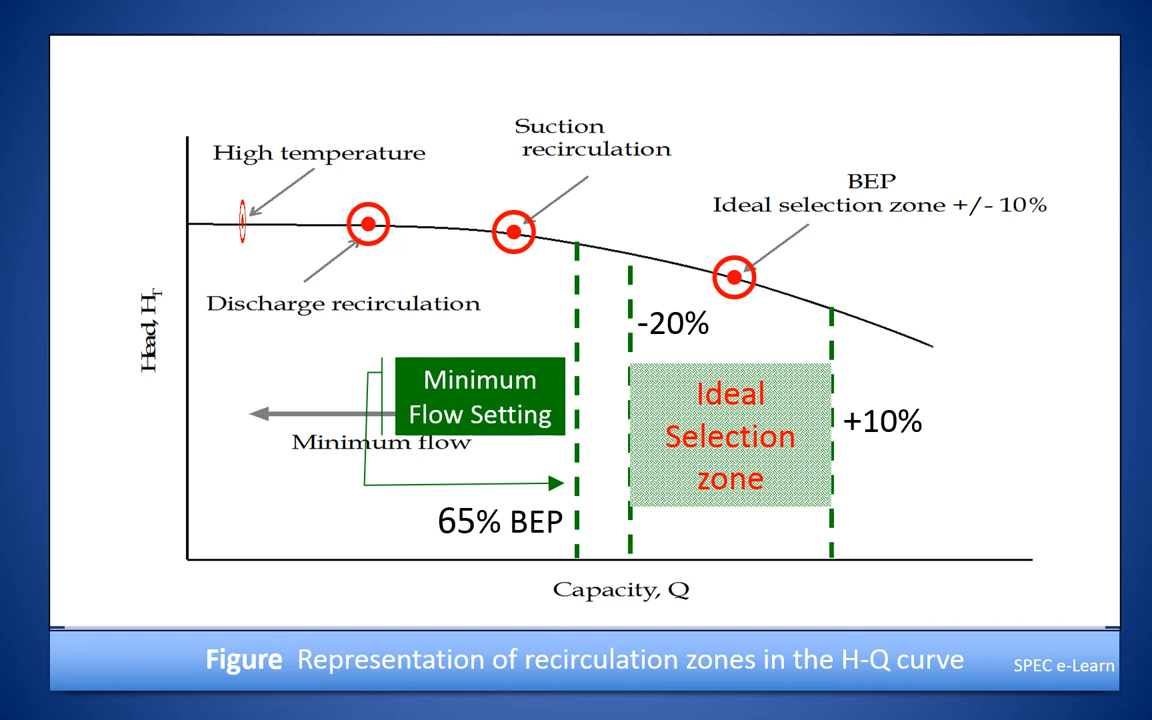 Suction
recirculation
High temperature
BEP
Ideal selection zone +/- 10%
Discharge recirculation
Head, HT
-20%
Minimum
Flow Setting
Ideal
Selection
zone
+10%
Minimum flow
65% BEP
Capacity, Q
Figure Representation of recirculation zones in the H-Q curve
SPEC e-Learn